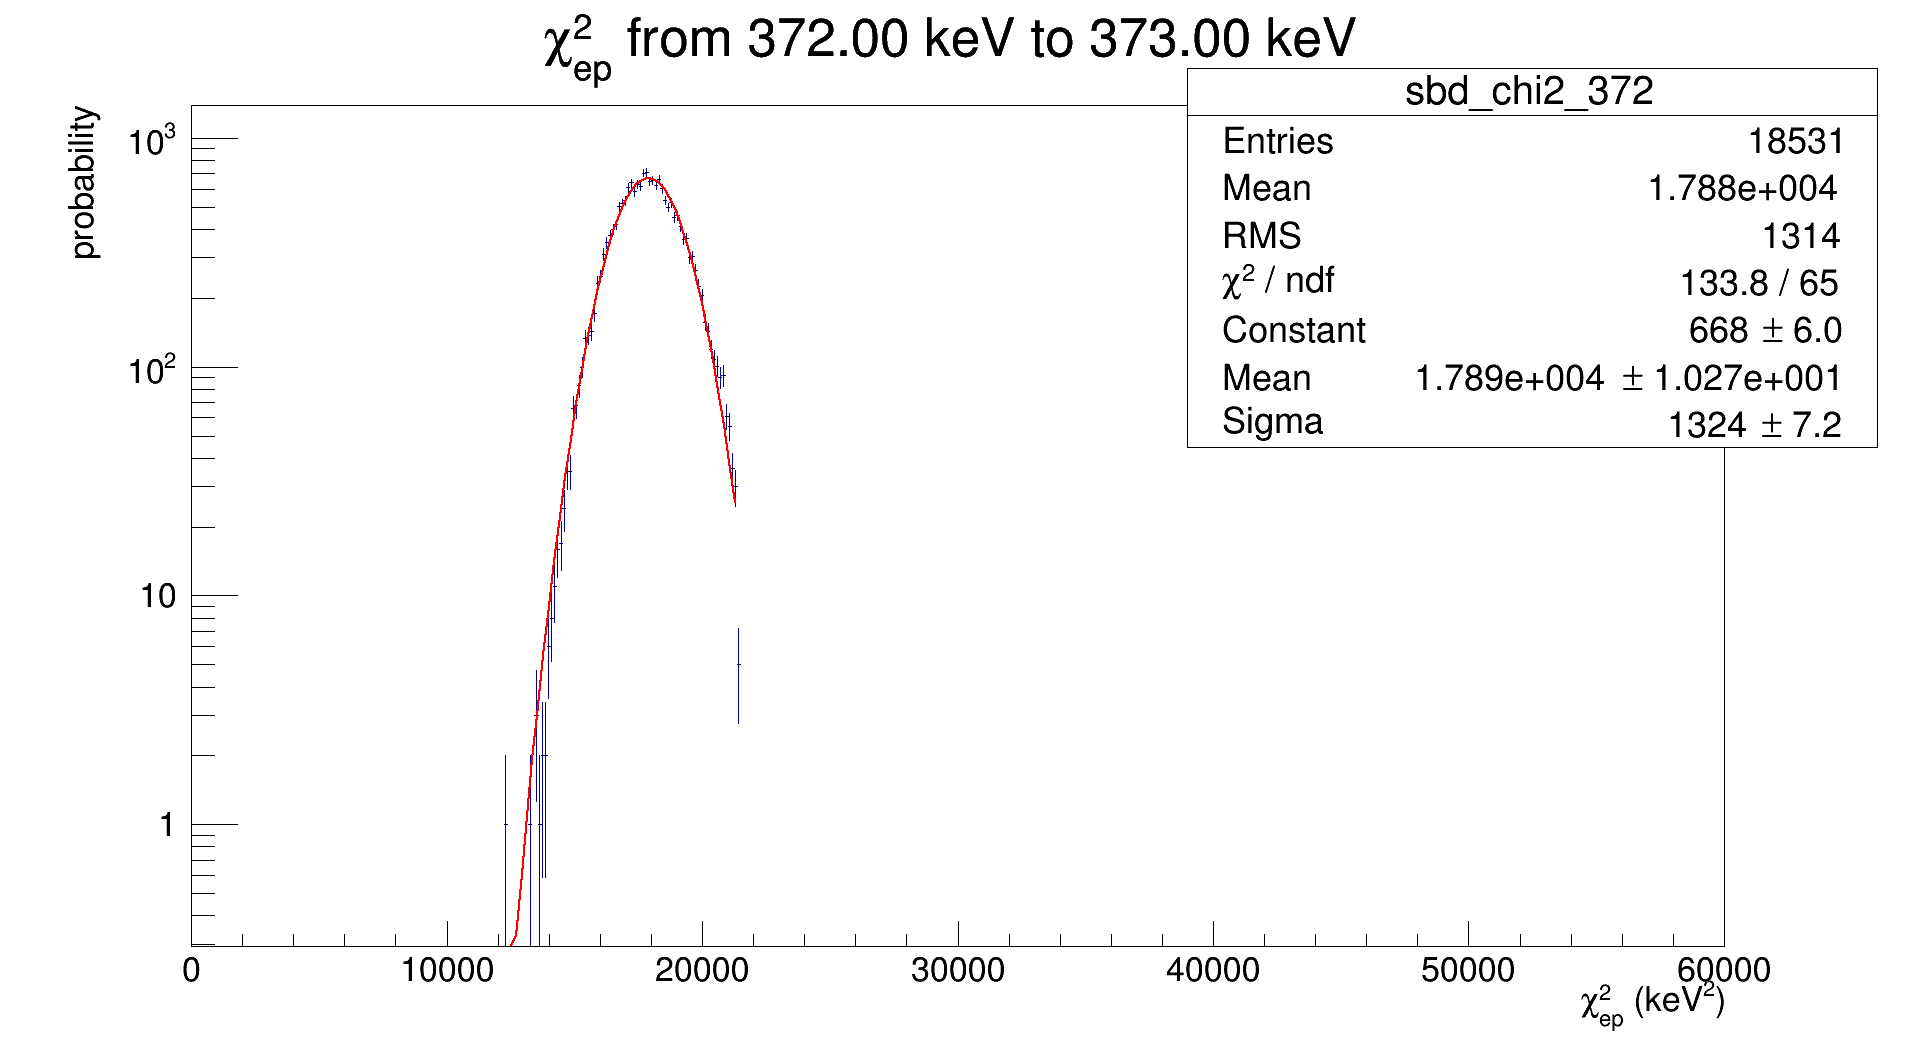 χ²ep from 372.00 keV to 373.00 keV
sbd_chi2_372
Entries 18531
Mean 1.788e+004
RMS 1314
χ² / ndf 133.8 / 65
Constant 668 ± 6.0
Mean 1.789e+004 ± 1.027e+001
Sigma 1324 ± 7.2
probability
10³
10²
10
1
0 10000 20000 30000 40000 50000 60000
χ²ep (keV²)